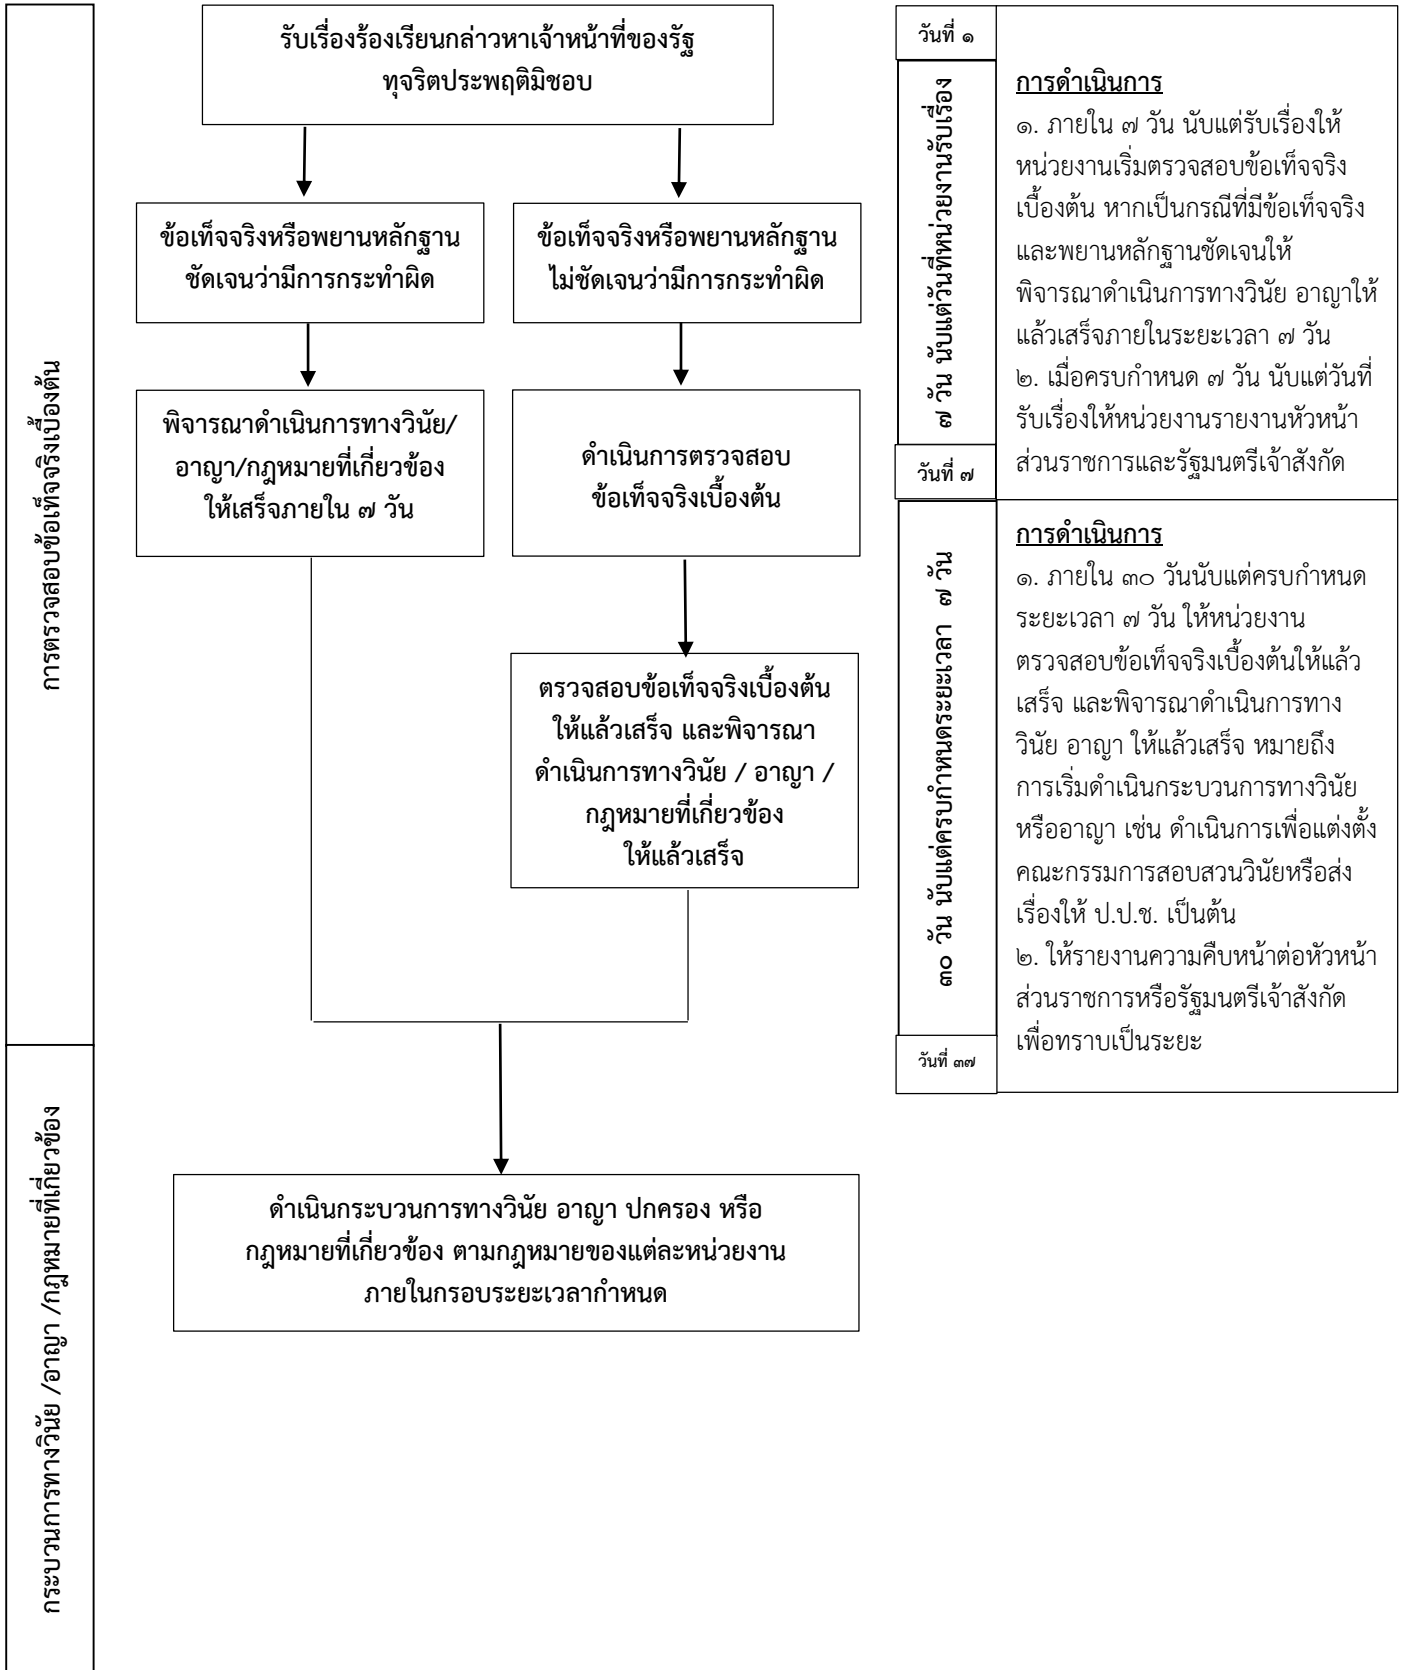 รับเรื่องร้องเรียนกล่าวหาเจ้าหน้าที่ของรัฐ
ทุจริตประพฤติมิชอบ
ข้อเท็จจริงหรือพยานหลักฐาน
ชัดเจนว่ามีการกระทำผิด
ข้อเท็จจริงหรือพยานหลักฐาน
ไม่ชัดเจนว่ามีการกระทำผิด
พิจารณาดำเนินการทางวินัย/
อาญา/กฎหมายที่เกี่ยวข้อง
ให้เสร็จภายใน ๗ วัน
ดำเนินการตรวจสอบ
ข้อเท็จจริงเบื้องต้น
ตรวจสอบข้อเท็จจริงเบื้องต้น
ให้แล้วเสร็จ และพิจารณา
ดำเนินการทางวินัย / อาญา /
กฎหมายที่เกี่ยวข้อง
ให้แล้วเสร็จ
การตรวจสอบข้อเท็จจริงเบื้องต้น
ดำเนินกระบวนการทางวินัย อาญา ปกครอง หรือ
กฎหมายที่เกี่ยวข้อง ตามกฎหมายของแต่ละหน่วยงาน
ภายในกรอบระยะเวลากำหนด
กระบวนการทางวินัย /อาญา /กฎหมายที่เกี่ยวข้อง
วันที่ ๑
๗ วัน นับแต่วันที่หน่วยงานรับเรื่อง
วันที่ ๗
การดำเนินการ
๑. ภายใน ๗ วัน นับแต่รับเรื่องให้
หน่วยงานเริ่มตรวจสอบข้อเท็จจริง
เบื้องต้น หากเป็นกรณีที่มีข้อเท็จจริง
และพยานหลักฐานชัดเจนให้
พิจารณาดำเนินการทางวินัย อาญาให้
แล้วเสร็จภายในระยะเวลา ๗ วัน
๒. เมื่อครบกำหนด ๗ วัน นับแต่วันที่
รับเรื่องให้หน่วยงานรายงานหัวหน้า
ส่วนราชการและรัฐมนตรีเจ้าสังกัด
๓๐ วัน นับแต่ครบกำหนดระยะเวลา ๗ วัน
วันที่ ๓๗
การดำเนินการ
๑. ภายใน ๓๐ วันนับแต่ครบกำหนด
ระยะเวลา ๗ วัน ให้หน่วยงาน
ตรวจสอบข้อเท็จจริงเบื้องต้นให้แล้ว
เสร็จ และพิจารณาดำเนินการทาง
วินัย อาญา ให้แล้วเสร็จ หมายถึง
การเริ่มดำเนินกระบวนการทางวินัย
หรืออาญา เช่น ดำเนินการเพื่อแต่งตั้ง
คณะกรรมการสอบสวนวินัยหรือส่ง
เรื่องให้ ป.ป.ช. เป็นต้น
๒. ให้รายงานความคืบหน้าต่อหัวหน้า
ส่วนราชการหรือรัฐมนตรีเจ้าสังกัด
เพื่อทราบเป็นระยะ